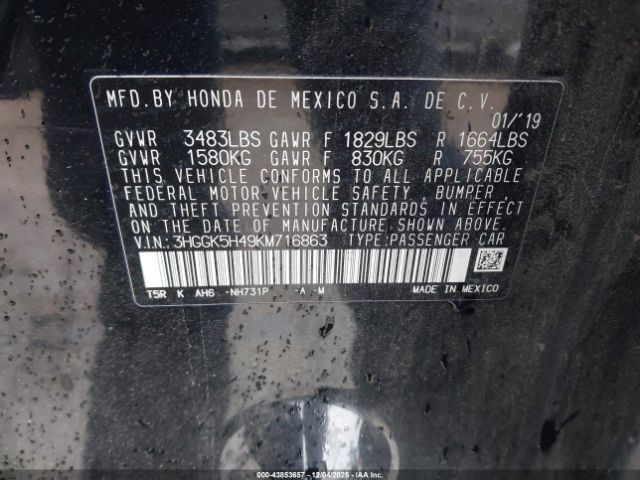 MFD.BY HONDA DE MEXICO S.A. DE C.V.
01/'19
GVWR 3483LBS GAWR F 1829LBS R 1664LBS
GVWR 1580KG GAWR F 830KG R 755KG
THIS VEHICLE CONFORMS TO ALL APPLICABLE
FEDERAL MOTOR VEHICLE SAFETY, BUMPER,
AND THEFT PREVENTION STANDARDS IN EFFECT
ON THE DATE OF MANUFACTURE SHOWN ABOVE.
V.I.N.: 3HGGK5H49KM716863 TYPE:PASSENGER CAR
T5R K AH6 -NH731P -A -M MADE IN MEXICO
000-43853657 - 12/04/2025 - IAA Inc.